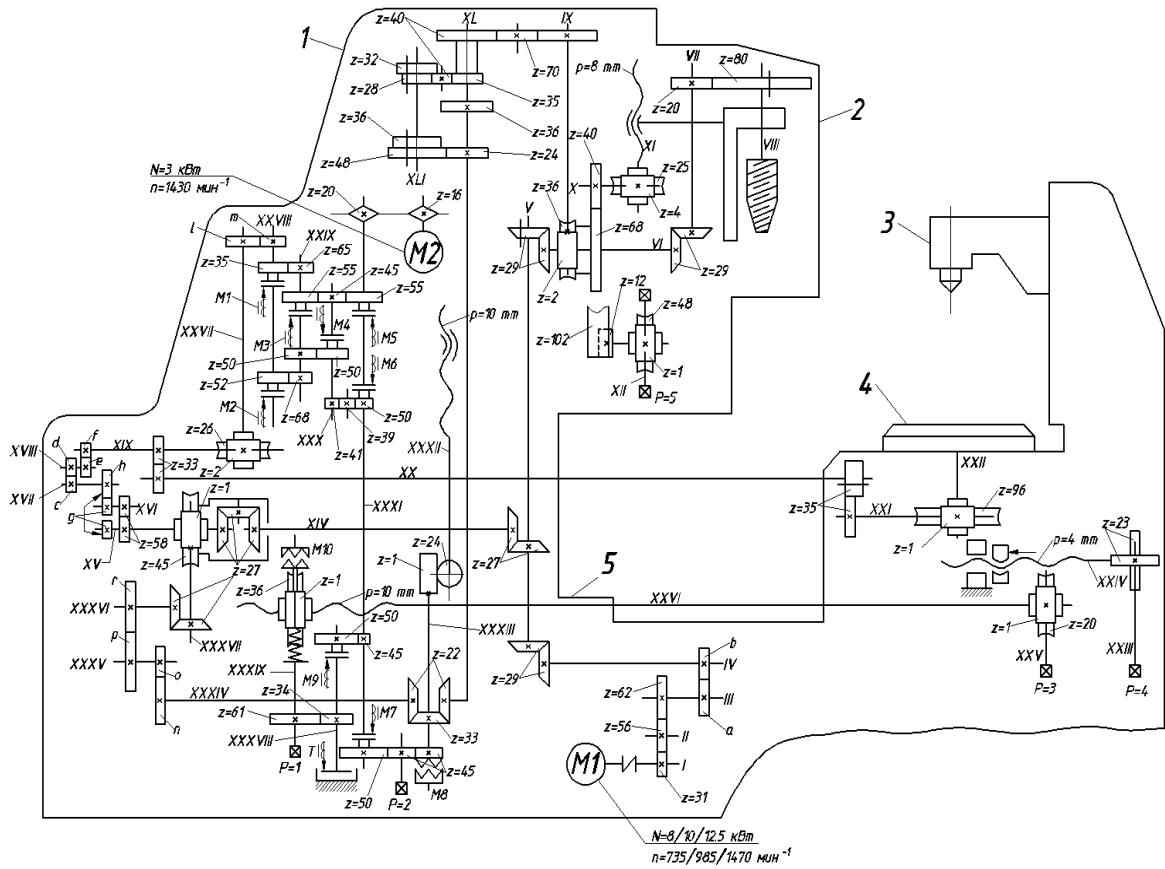 z=40
XL
IX
1
z=32
z=28
z=70
z=35
p=8 mm
VII
z=80
z=20
2
z=36
z=36
z=48
z=24
z=40
XI
VIII
XLI
N=3 кВт
n=1430 мин⁻¹
z=20
z=16
z=36
X
z=25
z=4
V
z=68
VI
3
m
XXVIII
l
XXIX
z=65
z=35
z=55
z=45
M2
z=29
z=2
z=29
z=55
M1
M4
M5
p=10 mm
z=12
z=48
XXVII
M3
M6
z=102
z=50
z=50
z=1
z=52
XII
P=5
4
M2
z=68
z=50
z=39
d
f
z=26
XXX
z=41
XXXII
XVIII
XIX
e
h
z=2
z=33
XX
XXII
XVII
c
z=1
XVI
g
XXXI
z=35
XXI
z=96
z=23
XV
z=58
XIV
z=1
p=4 mm
z=45
M10
z=1
z=24
z=27
5
XXIV
r
z=27
z=36
z=1
p=10 mm
XXVI
XXXVI
z=50
XXXIII
z=1
z=20
p
XXXVII
z=45
b
XXV
XXIII
XXXV
XXXIX
M9
z=22
z=29
IV
P=3
P=4
o
XXXIV
z=34
z=62
III
n
z=61
M7
z=56
a
XXXVIII
T
z=33
II
P=1
M1
I
z=45
z=50
P=2
M8
z=31
N=8/10/12.5 кВт
n=735/985/1470 мин⁻¹